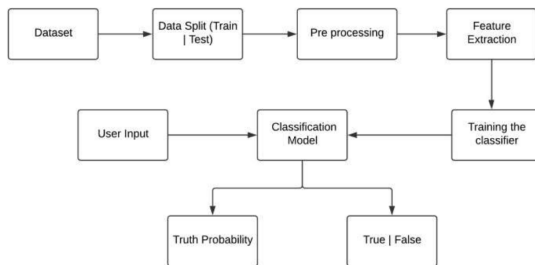 Dataset
Data Split (Train
| Test)
Pre processing
Feature
Extraction
User Input
Classification
Model
Training the
classifier
Truth Probability
True | False